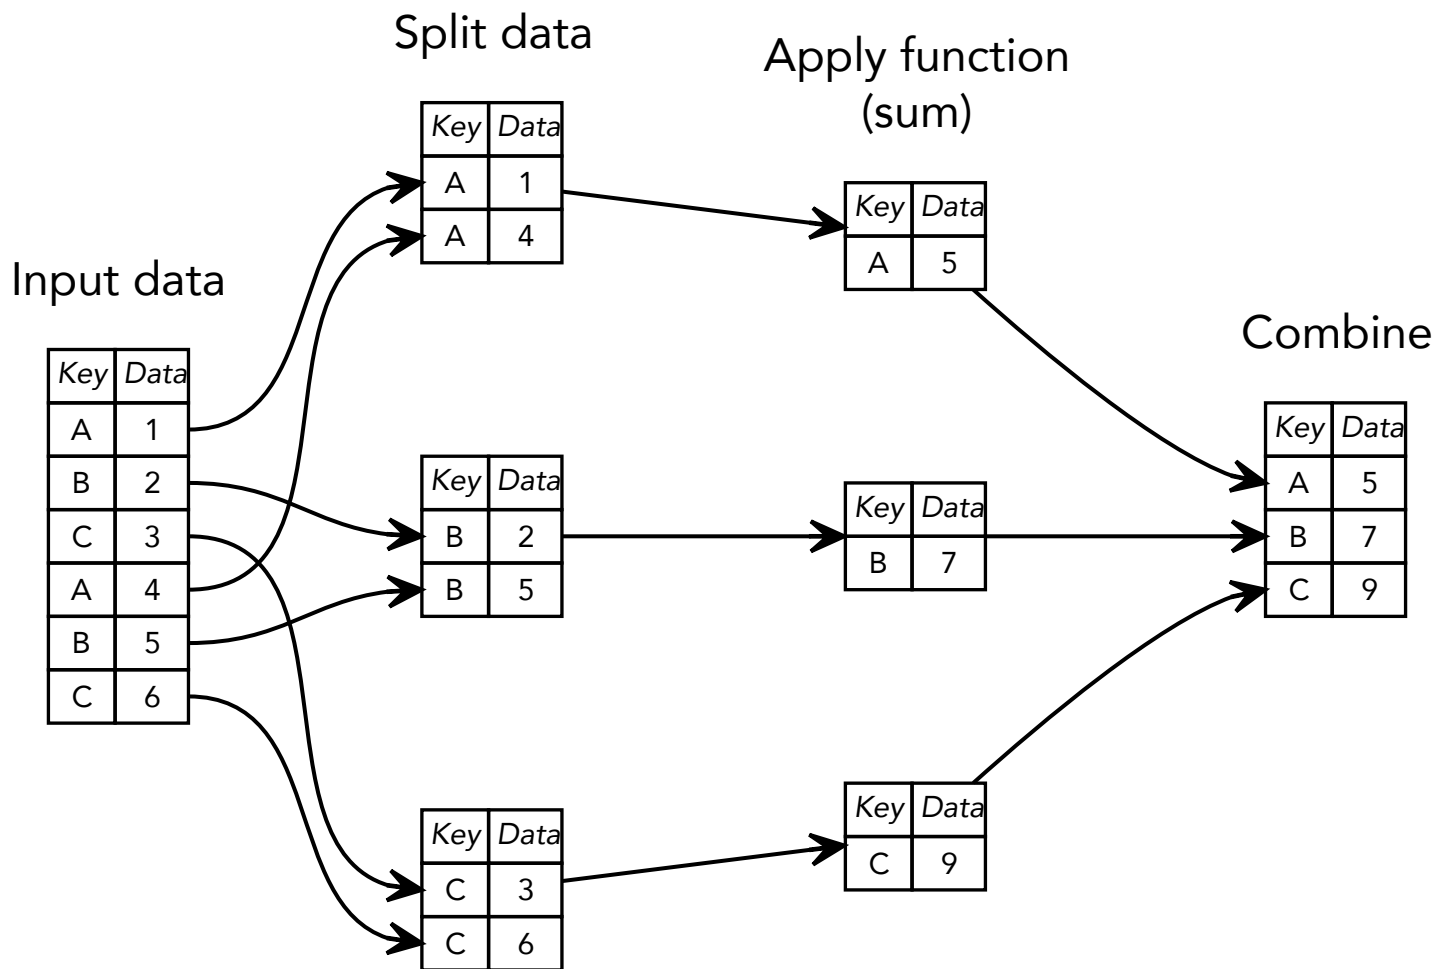 Split data
Apply function
(sum)
Input data
Combine
Key Data
A 1
B 2
C 3
A 4
B 5
C 6
Key Data
A 1
A 4
Key Data
B 2
B 5
Key Data
C 3
C 6
Key Data
A 5
Key Data
B 7
Key Data
C 9
Key Data
A 5
B 7
C 9